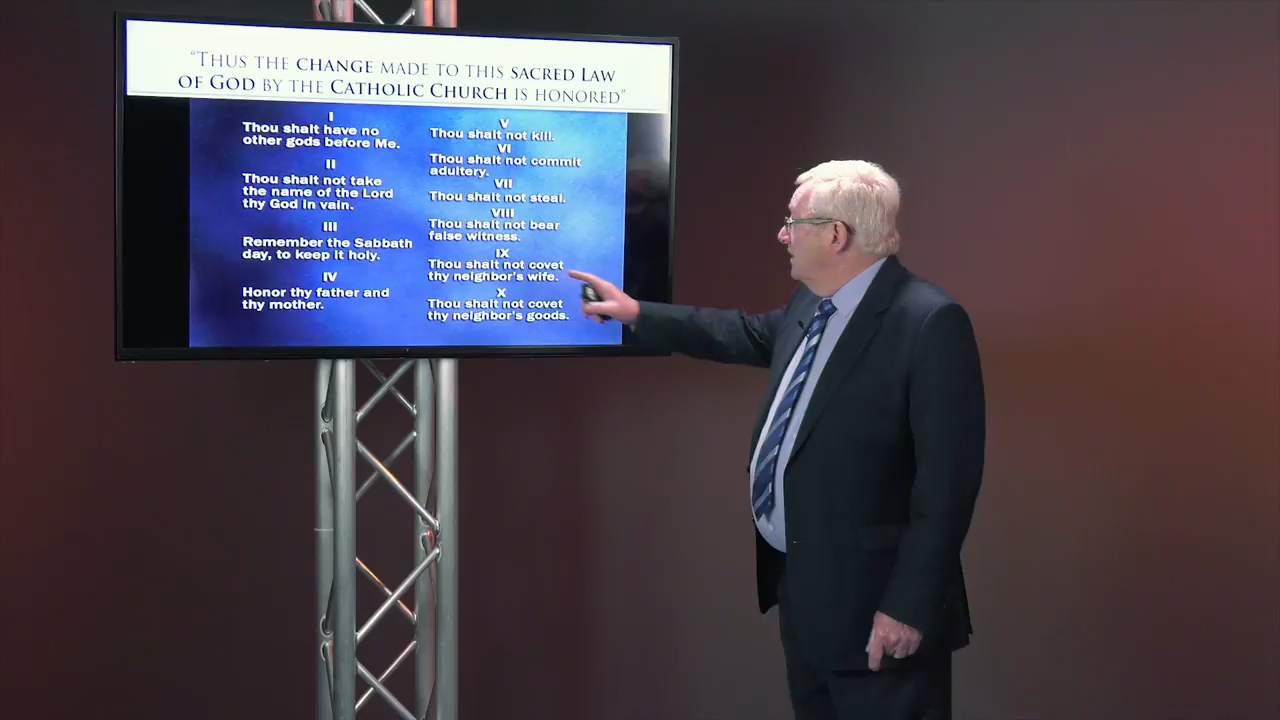 “THUS THE CHANGE MADE TO THIS SACRED LAW
OF GOD BY THE CATHOLIC CHURCH IS HONORED”
I
Thou shalt have no
other gods before Me.
II
Thou shalt not take
the name of the Lord
thy God in vain.
III
Remember the Sabbath
day, to keep it holy.
IV
Honor thy father and
thy mother.
V
Thou shalt not kill.
VI
Thou shalt not commit
adultery.
VII
Thou shalt not steal.
VIII
Thou shalt not bear
false witness.
IX
Thou shalt not covet
thy neighbor's wife.
X
Thou shalt not covet
thy neighbor's goods.